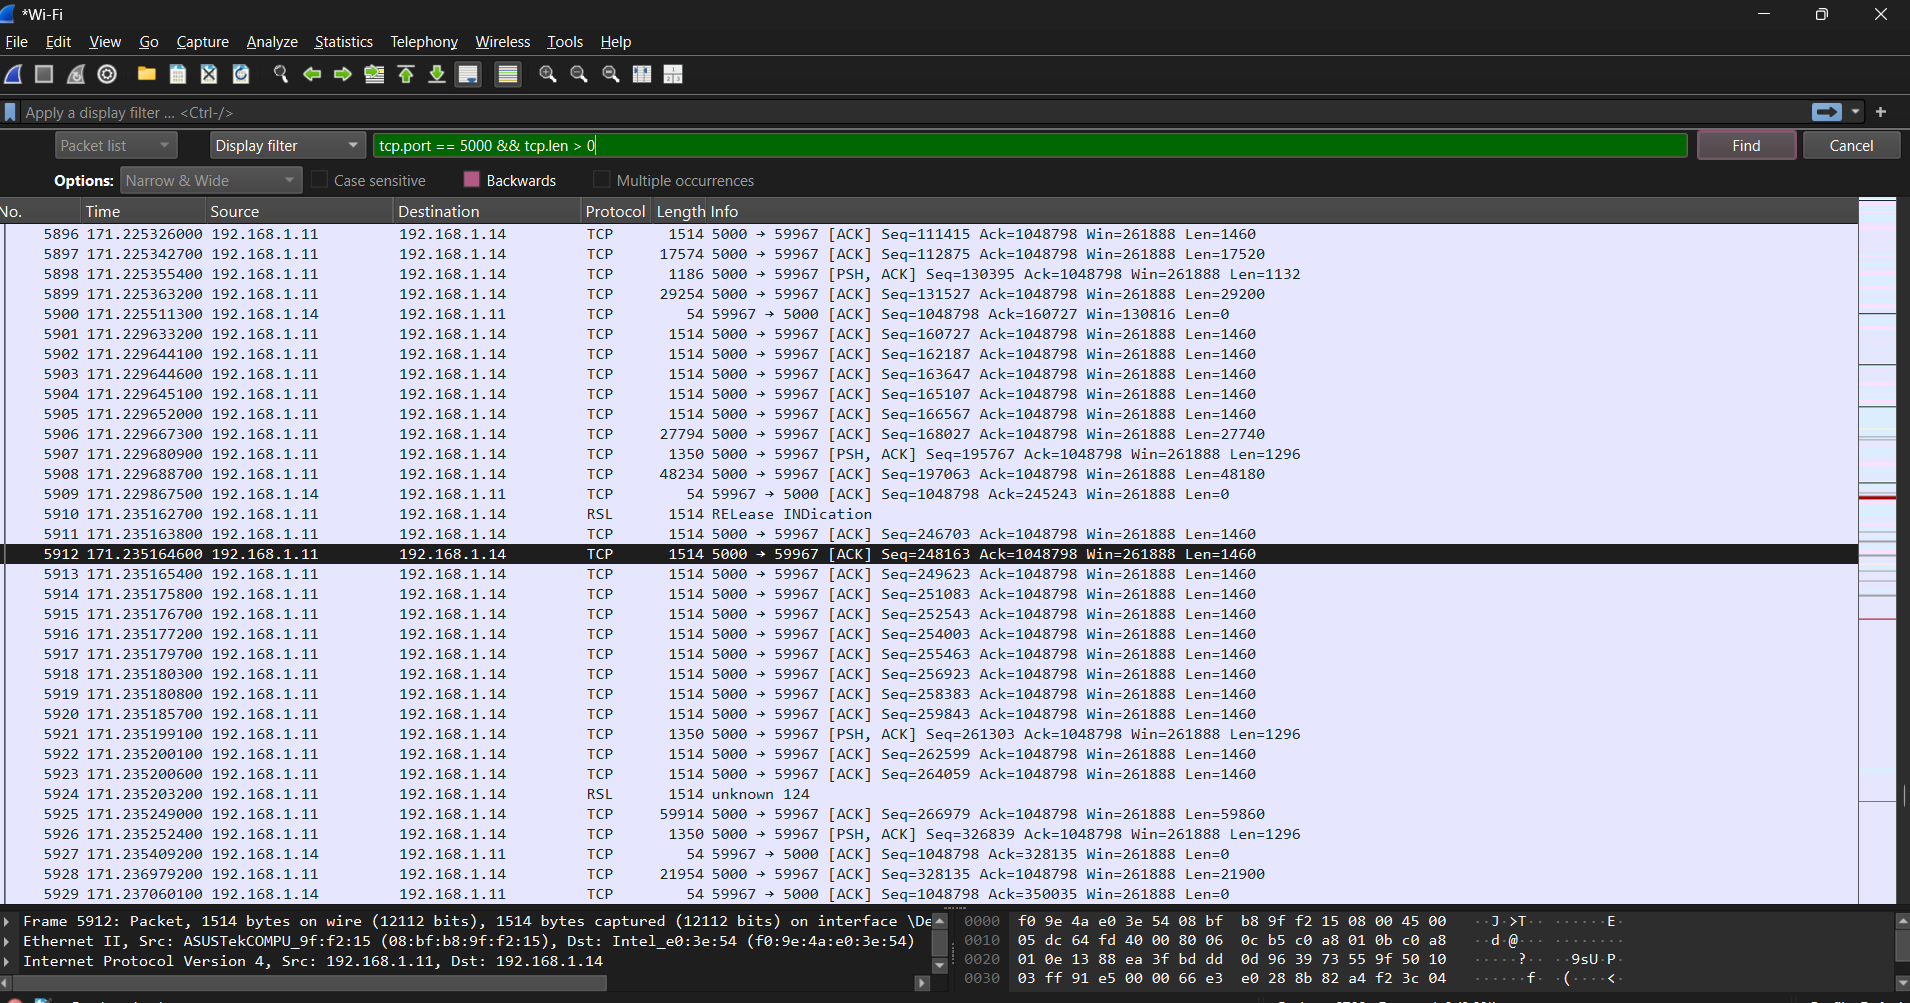 *Wi-Fi
File Edit View Go Capture Analyze Statistics Telephony Wireless Tools Help
Apply a display filter ... <Ctrl-/>
Packet list Display filter tcp.port == 5000 && tcp.len > 0 Find Cancel
Options: Narrow & Wide Case sensitive Backwards Multiple occurrences
No. Time Source Destination Protocol Length Info
5896 171.225326000 192.168.1.11 192.168.1.14 TCP 1514 5000 → 59967 [ACK] Seq=111415 Ack=1048798 Win=261888 Len=1460
5897 171.225342700 192.168.1.11 192.168.1.14 TCP 17574 5000 → 59967 [ACK] Seq=112875 Ack=1048798 Win=261888 Len=17520
5898 171.225355400 192.168.1.11 192.168.1.14 TCP 1186 5000 → 59967 [PSH, ACK] Seq=130395 Ack=1048798 Win=261888 Len=1132
5899 171.225363200 192.168.1.11 192.168.1.14 TCP 29254 5000 → 59967 [ACK] Seq=131527 Ack=1048798 Win=261888 Len=29200
5900 171.225511300 192.168.1.14 192.168.1.11 TCP 54 59967 → 5000 [ACK] Seq=1048798 Ack=160727 Win=130816 Len=0
5901 171.229633200 192.168.1.11 192.168.1.14 TCP 1514 5000 → 59967 [ACK] Seq=160727 Ack=1048798 Win=261888 Len=1460
5902 171.229644100 192.168.1.11 192.168.1.14 TCP 1514 5000 → 59967 [ACK] Seq=162187 Ack=1048798 Win=261888 Len=1460
5903 171.229644600 192.168.1.11 192.168.1.14 TCP 1514 5000 → 59967 [ACK] Seq=163647 Ack=1048798 Win=261888 Len=1460
5904 171.229645100 192.168.1.11 192.168.1.14 TCP 1514 5000 → 59967 [ACK] Seq=165107 Ack=1048798 Win=261888 Len=1460
5905 171.229652000 192.168.1.11 192.168.1.14 TCP 1514 5000 → 59967 [ACK] Seq=166567 Ack=1048798 Win=261888 Len=1460
5906 171.229667300 192.168.1.11 192.168.1.14 TCP 27794 5000 → 59967 [ACK] Seq=168027 Ack=1048798 Win=261888 Len=27740
5907 171.229680900 192.168.1.11 192.168.1.14 TCP 1350 5000 → 59967 [PSH, ACK] Seq=195767 Ack=1048798 Win=261888 Len=1296
5908 171.229688700 192.168.1.11 192.168.1.14 TCP 48234 5000 → 59967 [ACK] Seq=197063 Ack=1048798 Win=261888 Len=48180
5909 171.229867500 192.168.1.14 192.168.1.11 TCP 54 59967 → 5000 [ACK] Seq=1048798 Ack=245243 Win=261888 Len=0
5910 171.235162700 192.168.1.11 192.168.1.14 RSL 1514 RELease INDication
5911 171.235163800 192.168.1.11 192.168.1.14 TCP 1514 5000 → 59967 [ACK] Seq=246703 Ack=1048798 Win=261888 Len=1460
5912 171.235164600 192.168.1.11 192.168.1.14 TCP 1514 5000 → 59967 [ACK] Seq=248163 Ack=1048798 Win=261888 Len=1460
5913 171.235165400 192.168.1.11 192.168.1.14 TCP 1514 5000 → 59967 [ACK] Seq=249623 Ack=1048798 Win=261888 Len=1460
5914 171.235175800 192.168.1.11 192.168.1.14 TCP 1514 5000 → 59967 [ACK] Seq=251083 Ack=1048798 Win=261888 Len=1460
5915 171.235176700 192.168.1.11 192.168.1.14 TCP 1514 5000 → 59967 [ACK] Seq=252543 Ack=1048798 Win=261888 Len=1460
5916 171.235177200 192.168.1.11 192.168.1.14 TCP 1514 5000 → 59967 [ACK] Seq=254003 Ack=1048798 Win=261888 Len=1460
5917 171.235179700 192.168.1.11 192.168.1.14 TCP 1514 5000 → 59967 [ACK] Seq=255463 Ack=1048798 Win=261888 Len=1460
5918 171.235180300 192.168.1.11 192.168.1.14 TCP 1514 5000 → 59967 [ACK] Seq=256923 Ack=1048798 Win=261888 Len=1460
5919 171.235180800 192.168.1.11 192.168.1.14 TCP 1514 5000 → 59967 [ACK] Seq=258383 Ack=1048798 Win=261888 Len=1460
5920 171.235185700 192.168.1.11 192.168.1.14 TCP 1514 5000 → 59967 [ACK] Seq=259843 Ack=1048798 Win=261888 Len=1460
5921 171.235199100 192.168.1.11 192.168.1.14 TCP 1350 5000 → 59967 [PSH, ACK] Seq=261303 Ack=1048798 Win=261888 Len=1296
5922 171.235200100 192.168.1.11 192.168.1.14 TCP 1514 5000 → 59967 [ACK] Seq=262599 Ack=1048798 Win=261888 Len=1460
5923 171.235200600 192.168.1.11 192.168.1.14 TCP 1514 5000 → 59967 [ACK] Seq=264059 Ack=1048798 Win=261888 Len=1460
5924 171.235203200 192.168.1.11 192.168.1.14 RSL 1514 unknown 124
5925 171.235249000 192.168.1.11 192.168.1.14 TCP 59914 5000 → 59967 [ACK] Seq=266979 Ack=1048798 Win=261888 Len=59860
5926 171.235252400 192.168.1.11 192.168.1.14 TCP 1350 5000 → 59967 [PSH, ACK] Seq=326839 Ack=1048798 Win=261888 Len=1296
5927 171.235409200 192.168.1.14 192.168.1.11 TCP 54 59967 → 5000 [ACK] Seq=1048798 Ack=328135 Win=261888 Len=0
5928 171.236979200 192.168.1.11 192.168.1.14 TCP 21954 5000 → 59967 [ACK] Seq=328135 Ack=1048798 Win=261888 Len=21900
5929 171.237060100 192.168.1.14 192.168.1.11 TCP 54 59967 → 5000 [ACK] Seq=1048798 Ack=350035 Win=261888 Len=0
Frame 5912: Packet, 1514 bytes on wire (12112 bits), 1514 bytes captured (12112 bits) on interface \De
Ethernet II, Src: ASUSTekCOMPU_9f:f2:15 (08:bf:b8:9f:f2:15), Dst: Intel_e0:3e:54 (f0:9e:4a:e0:3e:54)
Internet Protocol Version 4, Src: 192.168.1.11, Dst: 192.168.1.14
0000 f0 9e 4a e0 3e 54 08 bf b8 9f f2 15 08 00 45 00 ··J·>T·· ······E·
0010 05 dc 64 fd 40 00 80 06 0c b5 c0 a8 01 0b c0 a8 ··d·@··· ········
0020 01 0e 13 88 ea 3f bd dd 0d 96 39 73 55 9f 50 10 ·····?·· ··9sU·P·
0030 03 ff 91 e5 00 00 66 e3 e0 28 8b 82 a4 f2 3c 04 ······f· ·(····<·